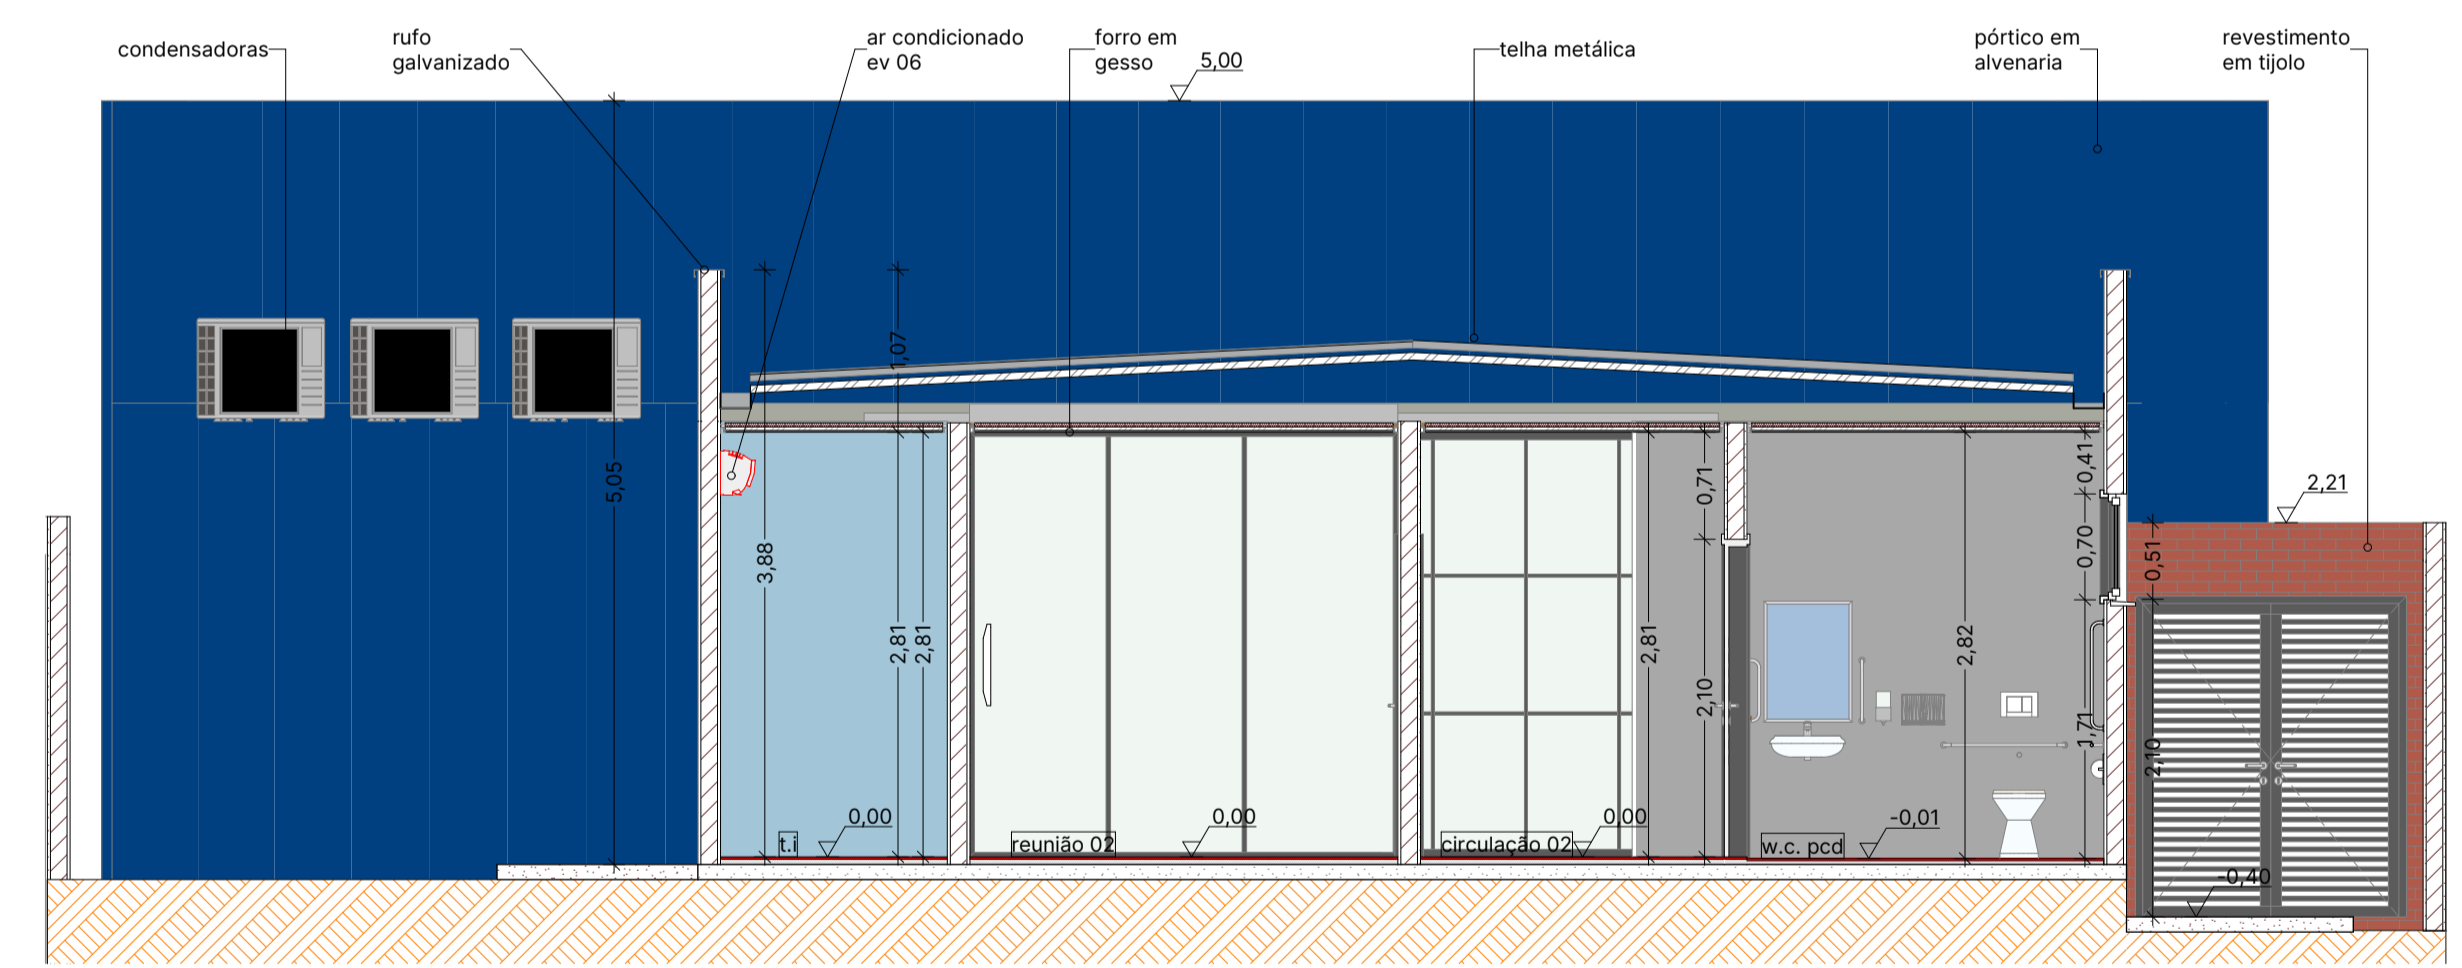 condensadoras
rufo
galvanizado
ar condicionado
ev 06
forro em
gesso
5,00
telha metálica
pórtico em
alvenaria
revestimento
em tijolo
1,07
5,05
3,88
2,81
2,81
2,81
0,71
2,10
2,82
0,41
0,70
1,71
2,21
0,51
2,10
t.i
0,00
reunião 02
0,00
circulação 02
0,00
w.c. pcd
-0,01
-0,40